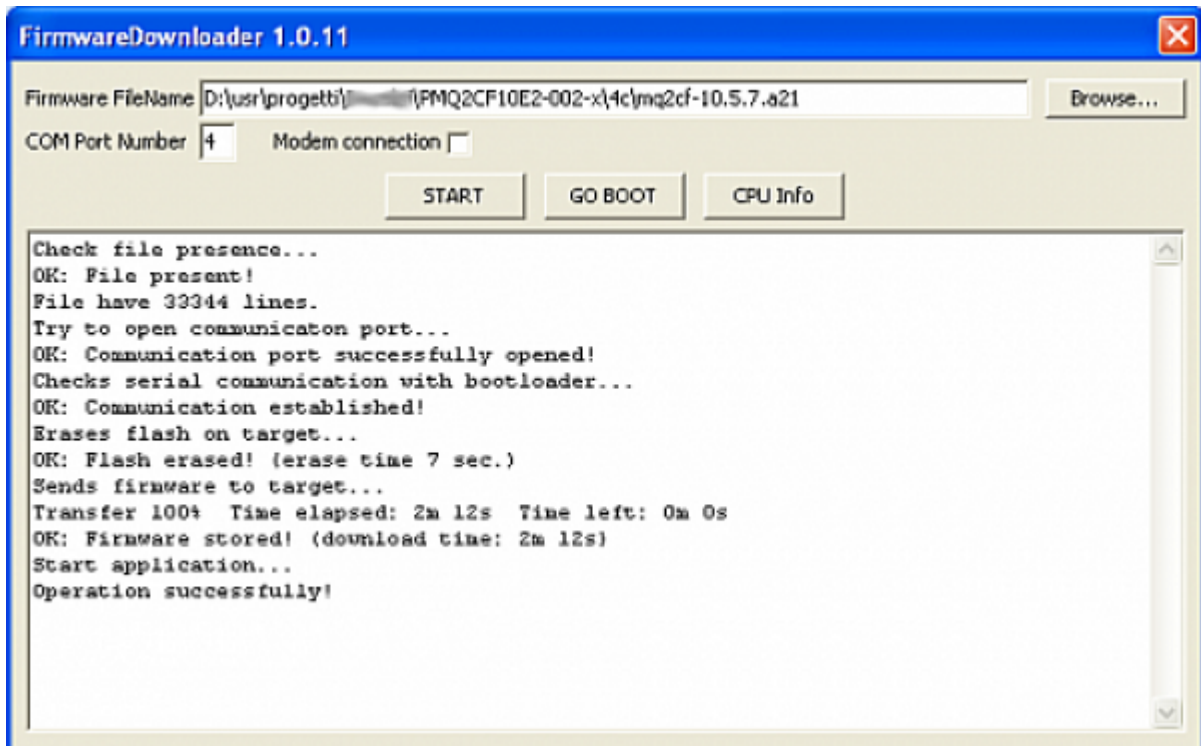 FirmwareDownloader 1.0.11
Firmware FileName D:\usr\progetti\ \PMQ2CF10E2-002-x\4c\mq2cf-10.5.7.a21 Browse...
COM Port Number 4 Modem connection
START GO BOOT CPU Info
Check file presence...
OK: File present!
File have 33344 lines.
Try to open communicaton port...
OK: Communication port successfully opened!
Checks serial communication with bootloader...
OK: Communication established!
Erases flash on target...
OK: Flash erased! (erase time 7 sec.)
Sends firmware to target...
Transfer 100% Time elapsed: 2m 12s Time left: 0m 0s
OK: Firmware stored! (download time: 2m 12s)
Start application...
Operation successfully!